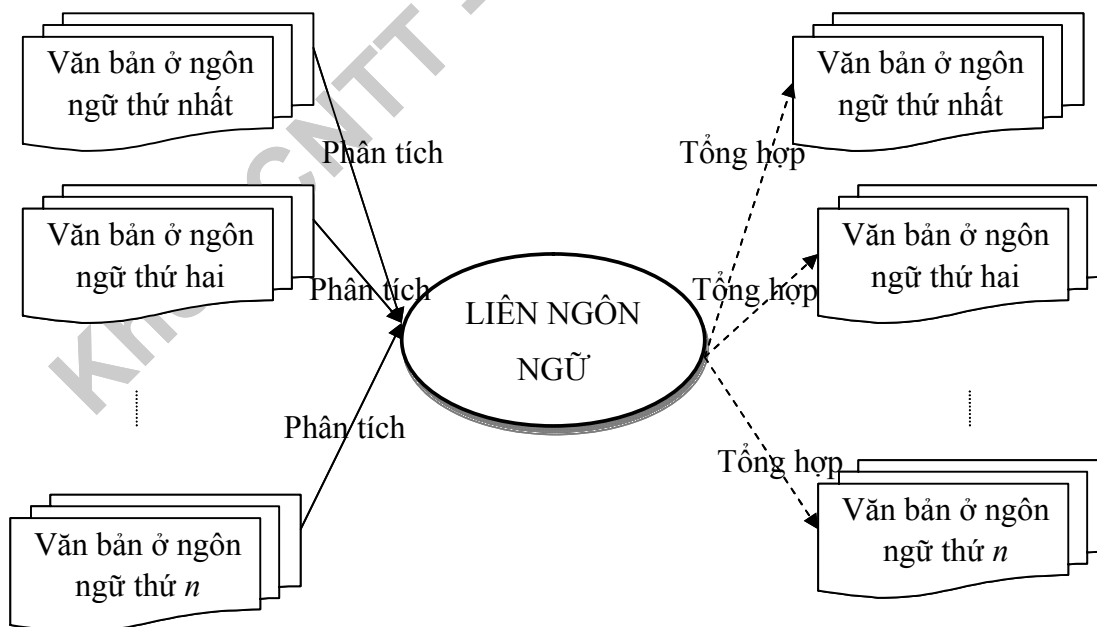 Văn bản ở ngôn
ngữ thứ nhất
Phân tích
Văn bản ở ngôn
ngữ thứ hai
Phân tích
Văn bản ở ngôn
ngữ thứ n
Phân tích
LIÊN NGÔN
NGỮ
Tổng hợp
Văn bản ở ngôn
ngữ thứ nhất
Tổng hợp
Văn bản ở ngôn
ngữ thứ hai
Tổng hợp
Văn bản ở ngôn
ngữ thứ n
CNTT